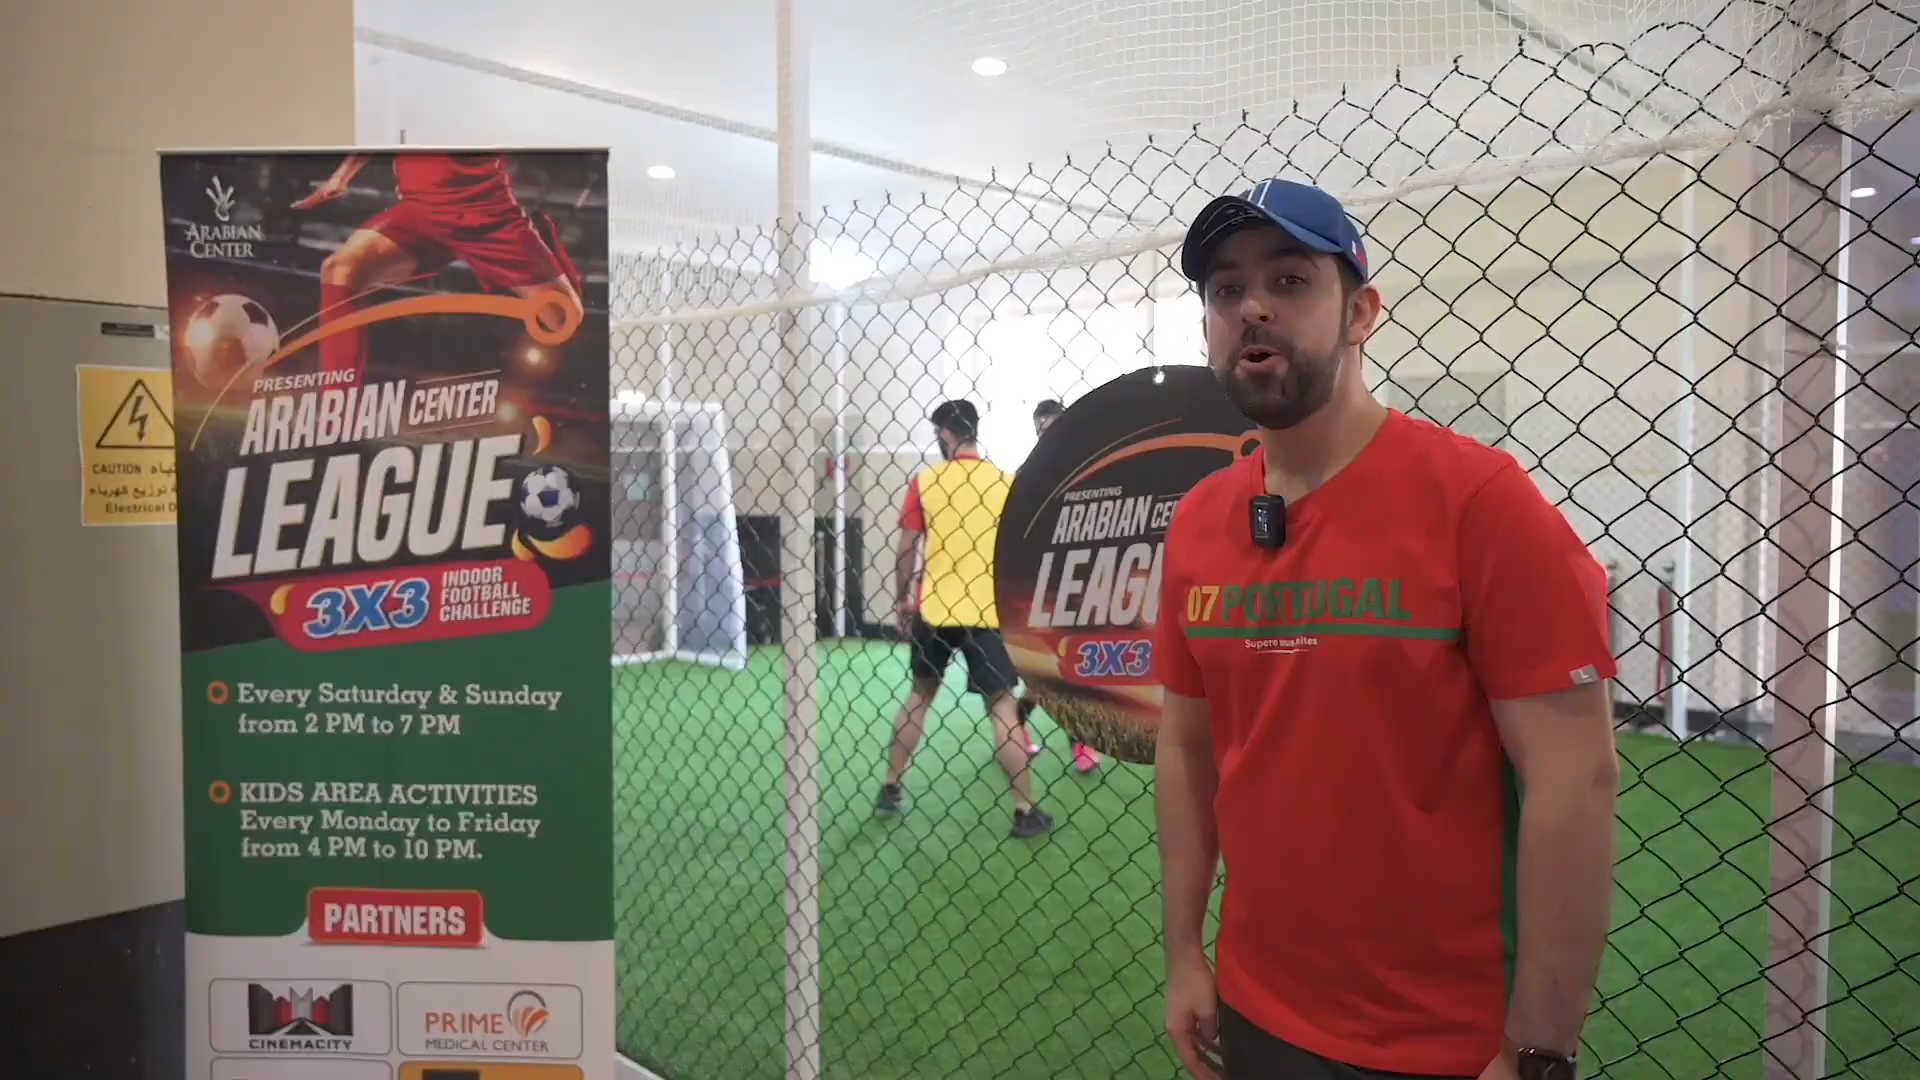 ARABIAN
CENTER
PRESENTING
ARABIAN CENTER
LEAGUE
3X3
INDOOR
FOOTBALL
CHALLENGE
Every Saturday & Sunday
from 2 PM to 7 PM
KIDS AREA ACTIVITIES
Every Monday to Friday
from 4 PM to 10 PM.
PARTNERS
CINEMACITY
PRIME
MEDICAL CENTER
CAUTION
توزيع كهرباء
Electrical D
PRESENTING
ARABIAN CE
LEAGU
3X3
07 PORTUGAL
L